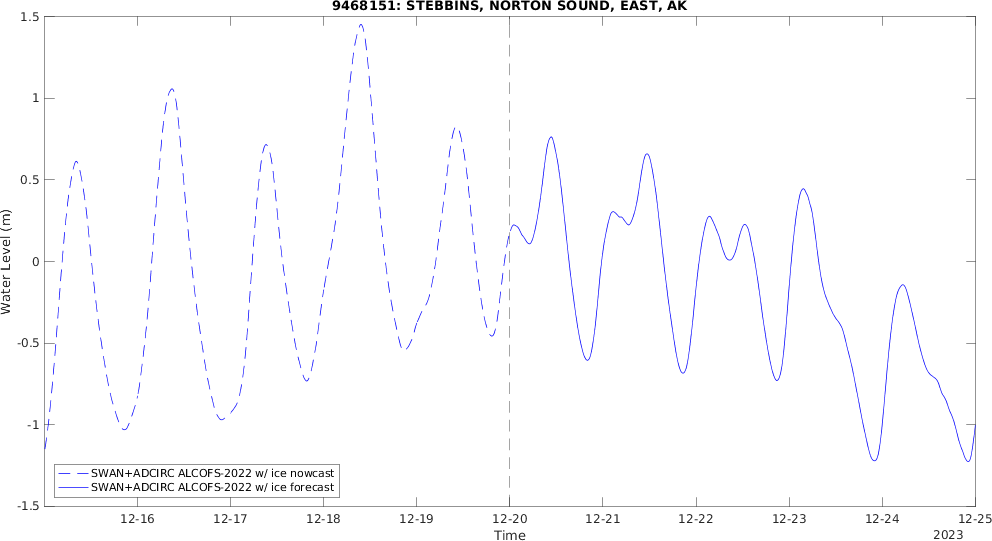 9468151: STEBBINS, NORTON SOUND, EAST, AK
1.5
1
0.5
0
-0.5
-1
-1.5
Water Level (m)
SWAN+ADCIRC ALCOFS-2022 w/ ice nowcast
SWAN+ADCIRC ALCOFS-2022 w/ ice forecast
12-16 12-17 12-18 12-19 12-20 12-21 12-22 12-23 12-24 12-25
Time
2023